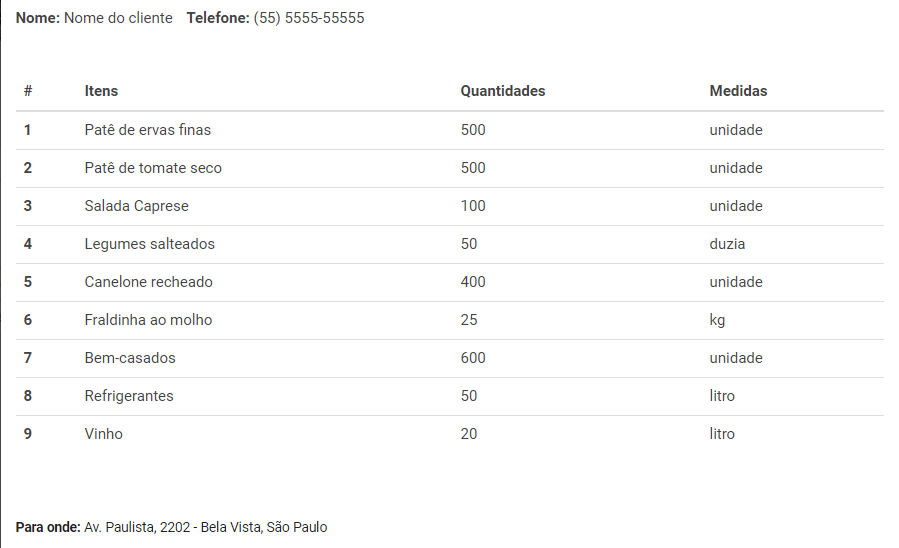 Nome: Nome do cliente Telefone: (55) 5555-55555
# Itens Quantidades Medidas
1 Patê de ervas finas 500 unidade
2 Patê de tomate seco 500 unidade
3 Salada Caprese 100 unidade
4 Legumes salteados 50 duzia
5 Canelone recheado 400 unidade
6 Fraldinha ao molho 25 kg
7 Bem-casados 600 unidade
8 Refrigerantes 50 litro
9 Vinho 20 litro
Para onde: Av. Paulista, 2202 - Bela Vista, São Paulo